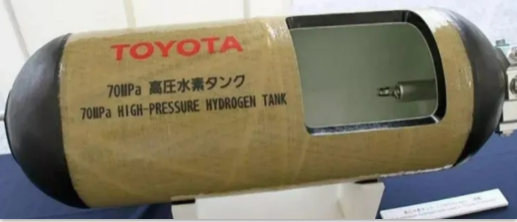 TOYOTA
70MPa 高圧水素タンク
70MPa HIGH-PRESSURE HYDROGEN TANK